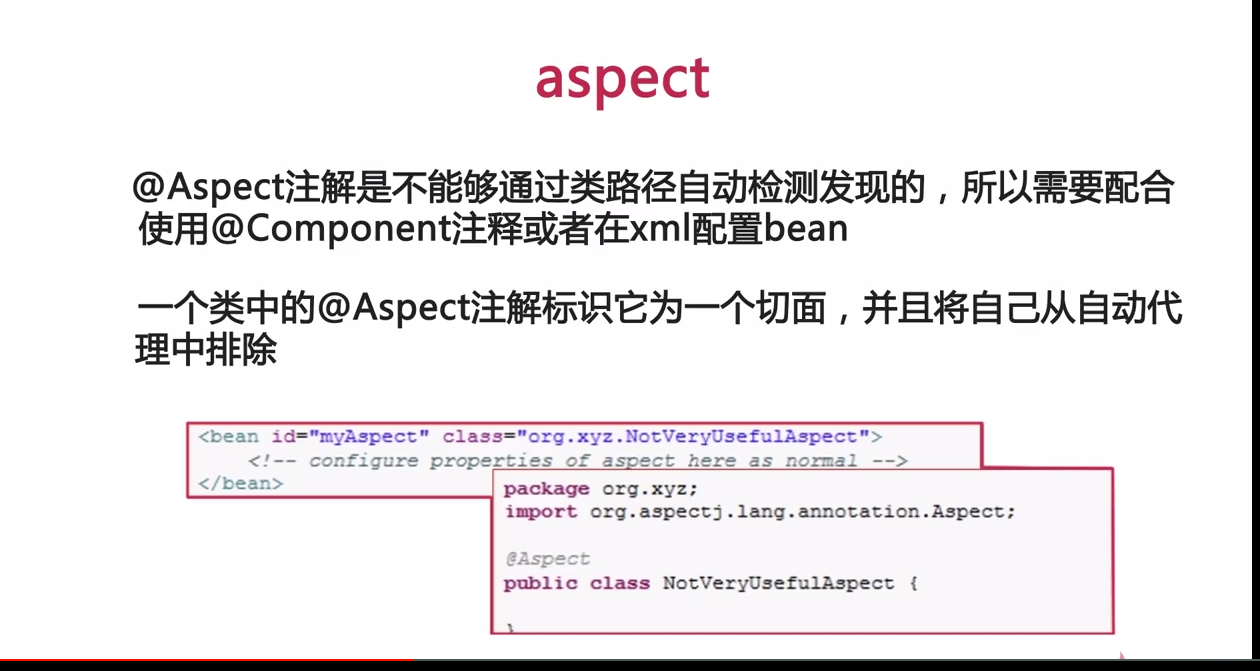 aspect
@Aspect注解是不能够通过类路径自动检测发现的，所以需要配合
使用@Component注释或者在xml配置bean
一个类中的@Aspect注解标识它为一个切面，并且将自己从自动代
理中排除
<bean id="myAspect" class="org.xyz.NotVeryUsefulAspect">
<!-- configure properties of aspect here as normal -->
</bean>
package org.xyz;
import org.aspectj.lang.annotation.Aspect;
@Aspect
public class NotVeryUsefulAspect {
}